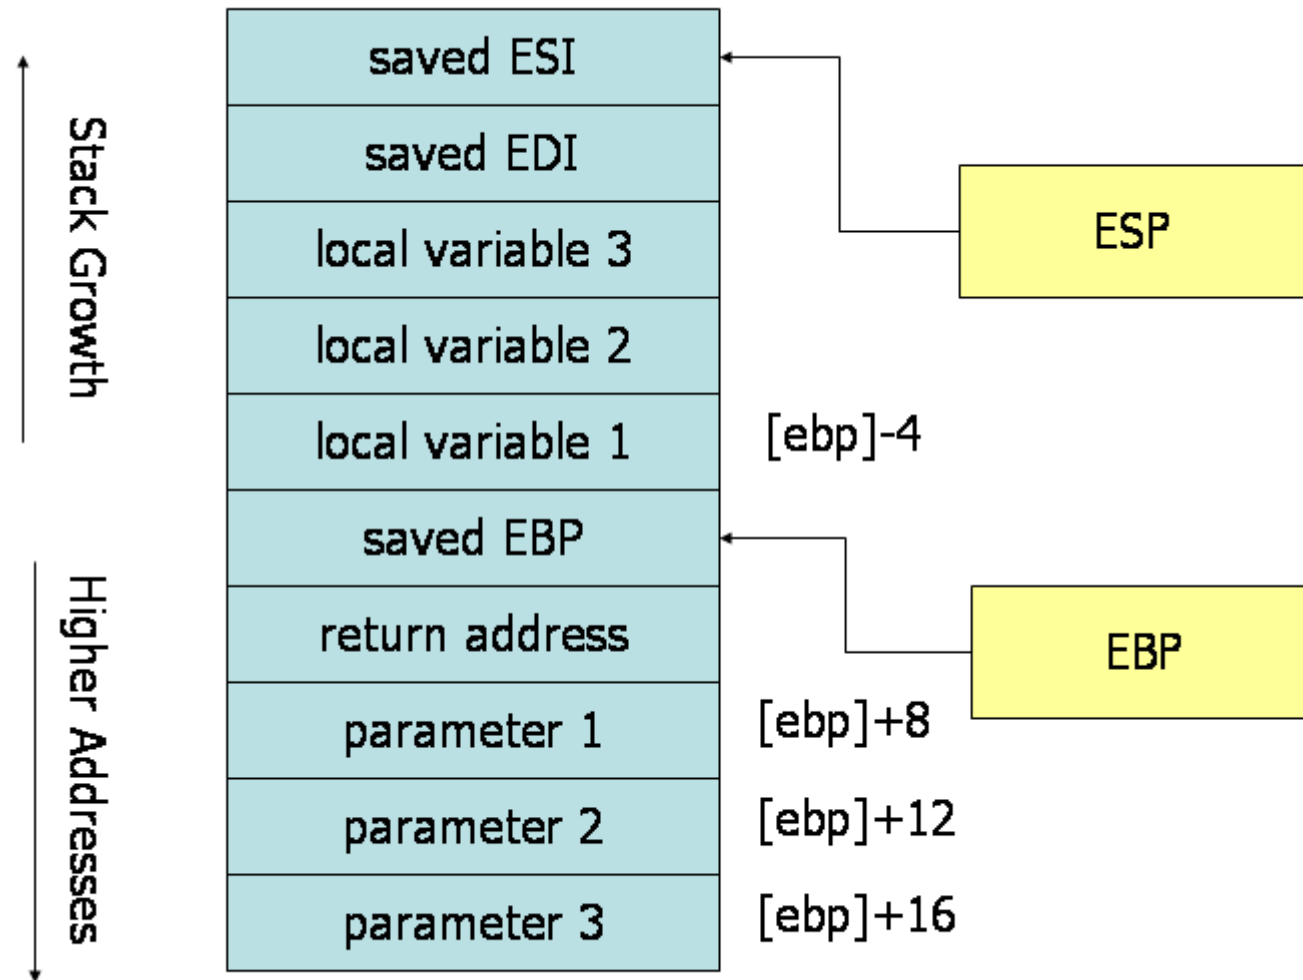 saved ESI
saved EDI
local variable 3
local variable 2
local variable 1
saved EBP
return address
parameter 1
parameter 2
parameter 3
[ebp]-4
[ebp]+8
[ebp]+12
[ebp]+16
ESP
EBP
Stack Growth
Higher Addresses